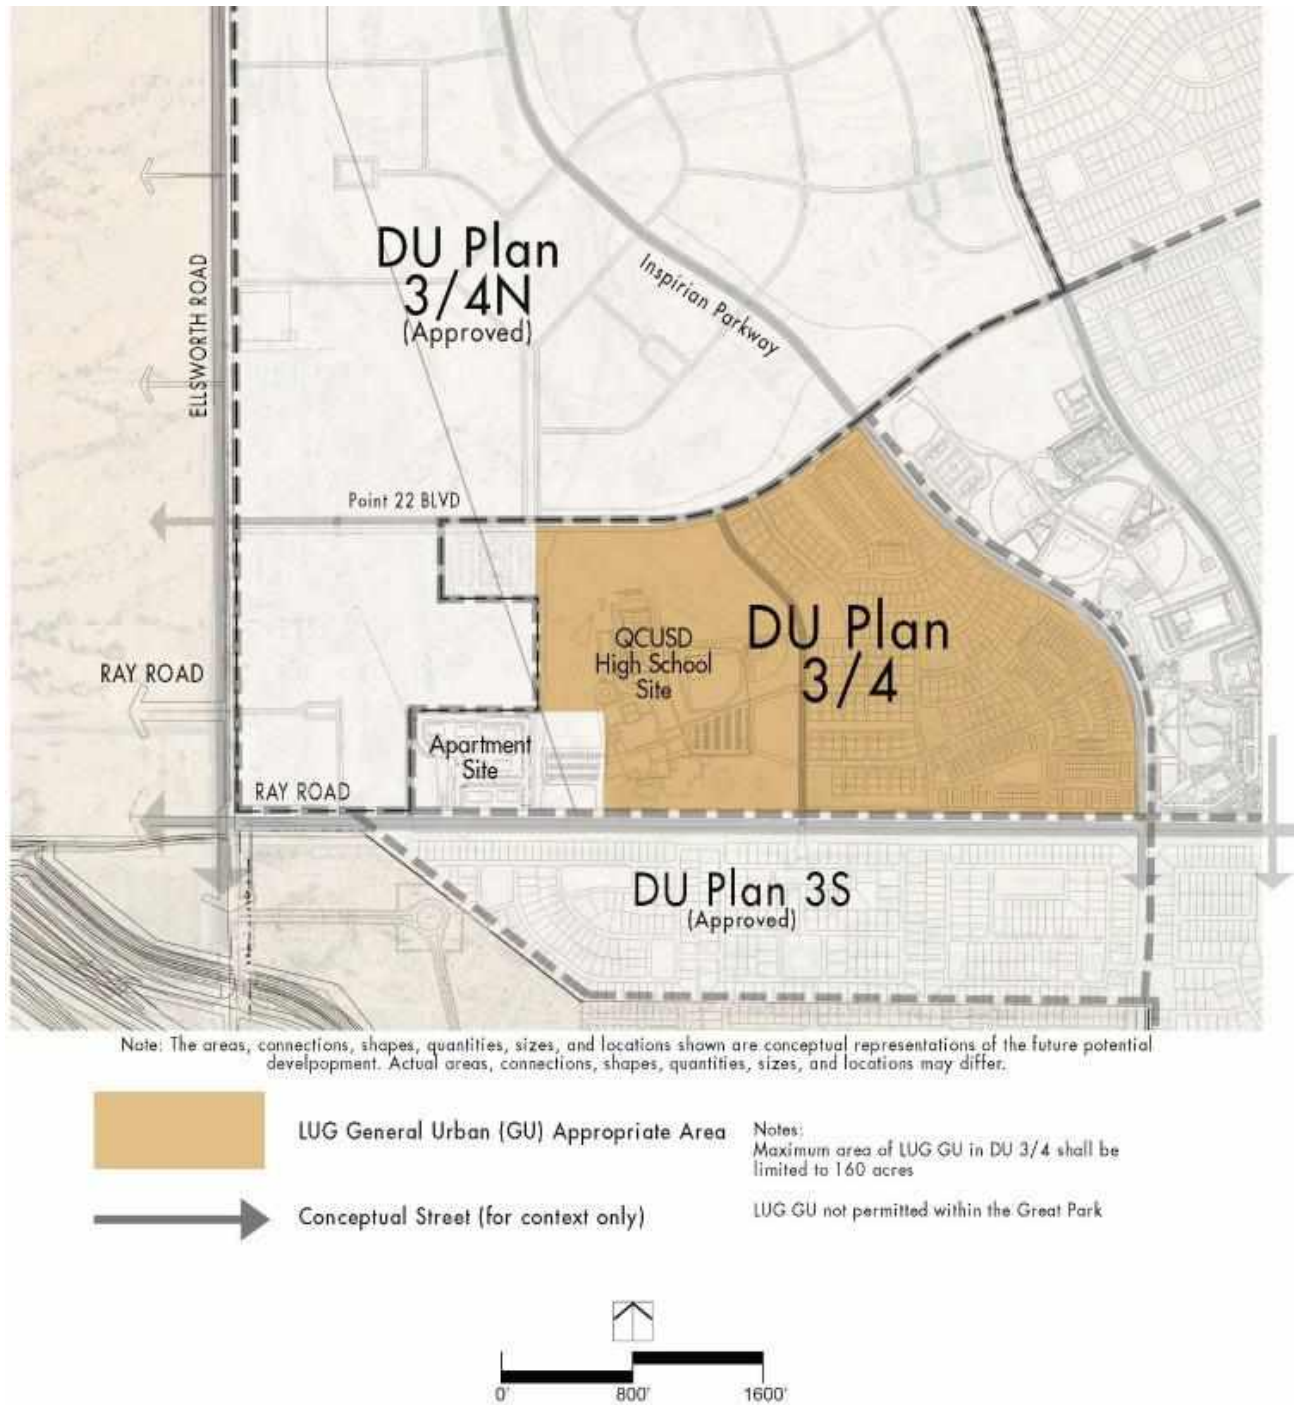 DU Plan
3/4N
(Approved)
Inspirian Parkway
ELLSWORTH ROAD
Point 22 BLVD
QCUSD
High School
Site
DU Plan
3/4
RAY ROAD
Apartment
Site
RAY ROAD
DU Plan 3S
(Approved)
Note: The areas, connections, shapes, quantities, sizes, and locations shown are conceptual representations of the future potential
develpopment. Actual areas, connections, shapes, quantities, sizes, and locations may differ.
LUG General Urban (GU) Appropriate Area
Notes:
Maximum area of LUG GU in DU 3/4 shall be
limited to 160 acres
Conceptual Street (for context only)
LUG GU not permitted within the Great Park
0' 800' 1600'